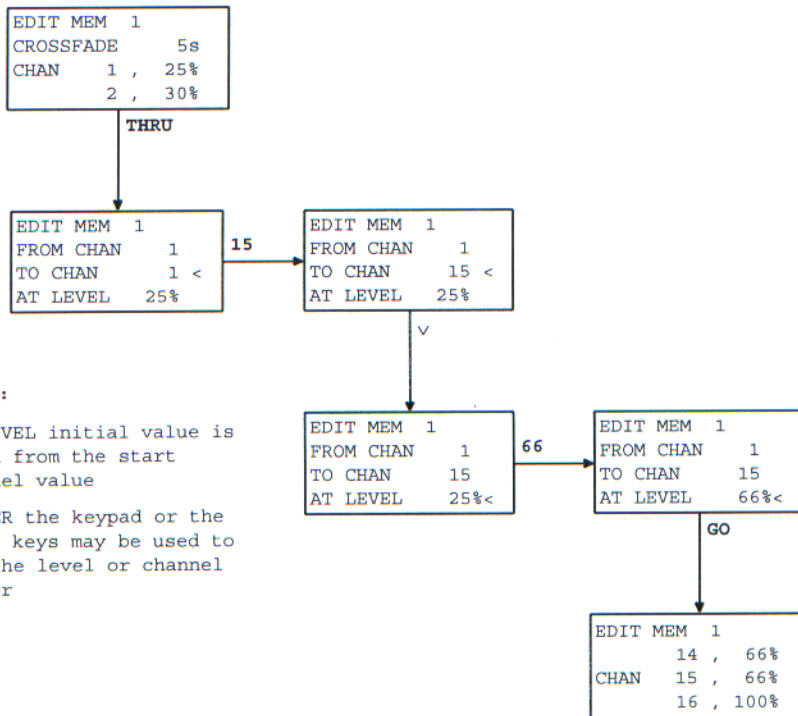 EDIT MEM 1
CROSSFADE 5s
CHAN 1 , 25%
2 , 30%
THRU
EDIT MEM 1
FROM CHAN 1
TO CHAN 1 <
AT LEVEL 25%
15
EDIT MEM 1
FROM CHAN 1
TO CHAN 15 <
AT LEVEL 25%
V
:
VEL initial value is
from the start
el value
R the keypad or the
keys may be used to
he level or channel
r
EDIT MEM 1
FROM CHAN 1
TO CHAN 15
AT LEVEL 25%<
66
EDIT MEM 1
FROM CHAN 1
TO CHAN 15
AT LEVEL 66%<
GO
EDIT MEM 1
14 , 66%
CHAN 15 , 66%
16 , 100%